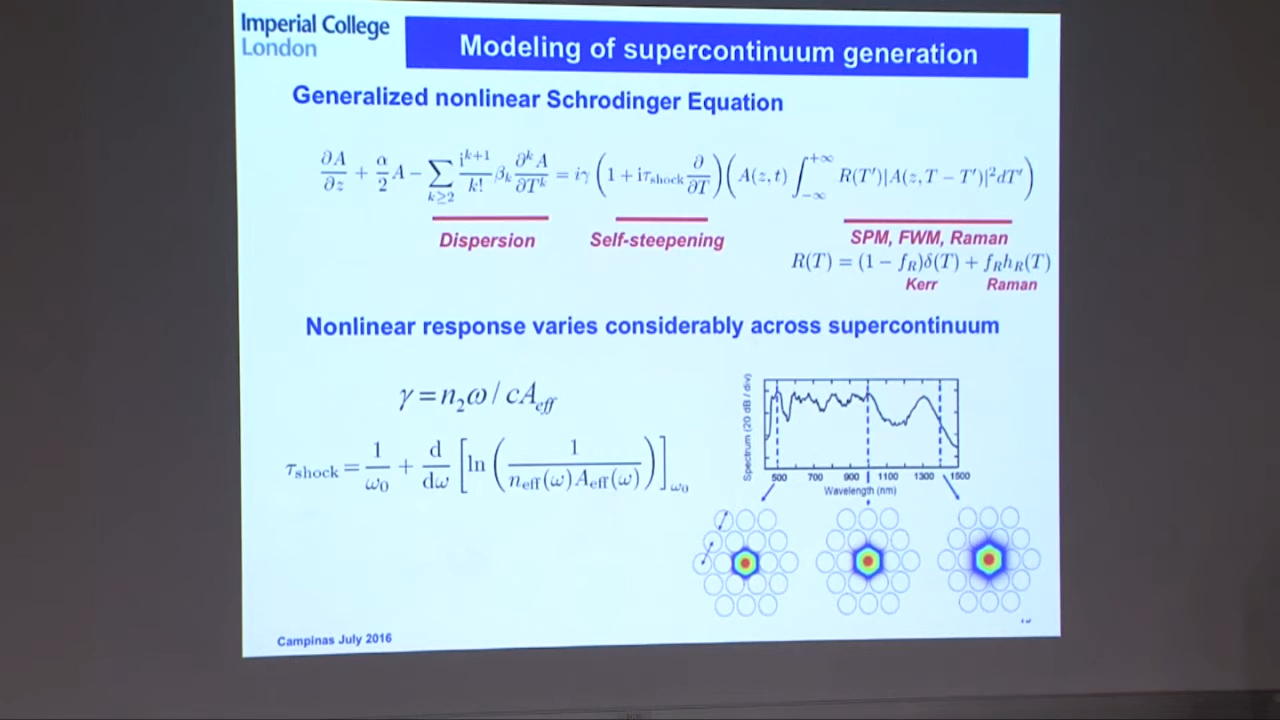 Imperial College
London
Modeling of supercontinuum generation
Generalized nonlinear Schrodinger Equation
∂A/∂z + α/2 A − ∑_{k≥2} i^{k+1}/k! β_k ∂^k A/∂T^k = iγ (1 + iτ_shock ∂/∂T) (A(z,t) ∫_{−∞}^{+∞} R(T′)|A(z,T − T′)|²dT′)
Dispersion
Self-steepening
SPM, FWM, Raman
R(T) = (1 − f_R)δ(T) + f_R h_R(T)
Kerr Raman
Nonlinear response varies considerably across supercontinuum
γ = n₂ω / cA_eff
τ_shock = 1/ω₀ + d/dω [ln (1/(n_eff(ω)A_eff(ω)))]_{ω₀}
Spectrum (20 dB / div)
500 700 900 1100 1300 1500
Wavelength (nm)
Campinas July 2016